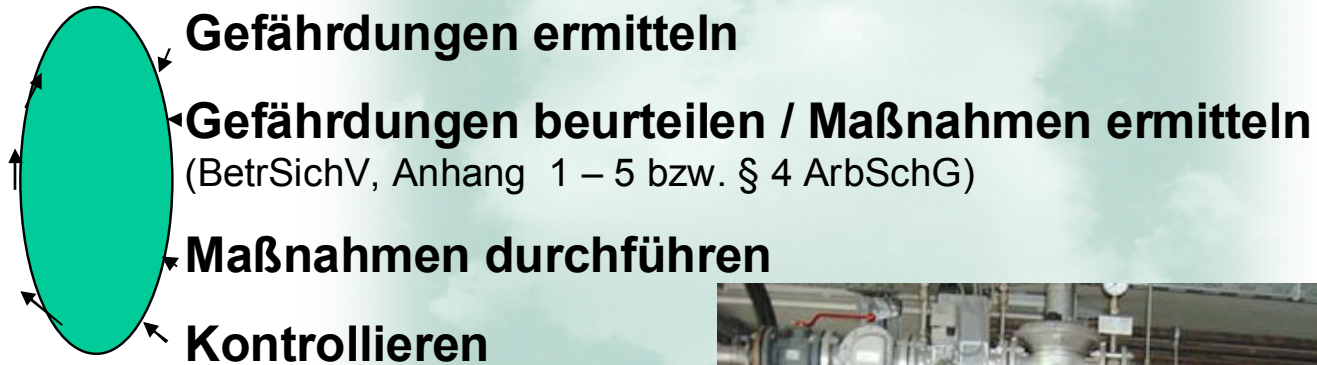 Gefährdungen ermitteln
Gefährdungen beurteilen / Maßnahmen ermitteln
(BetrSichV, Anhang 1 – 5 bzw. § 4 ArbSchG)
Maßnahmen durchführen
Kontrollieren